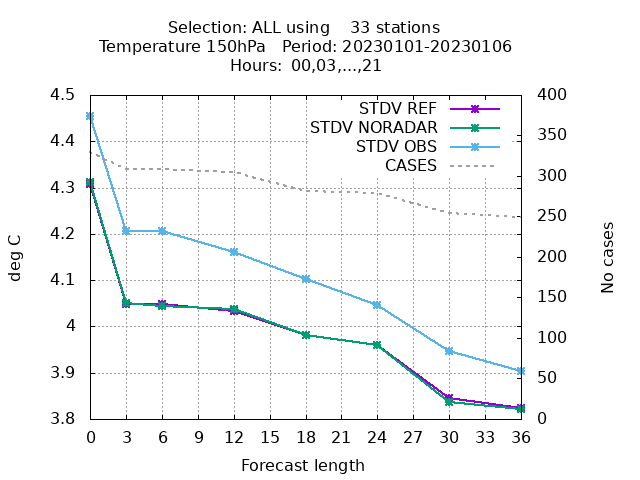 Selection: ALL using    33 stations
Temperature 150hPa   Period: 20230101-20230106
Hours:  00,03,...,21
STDV REF
STDV NORADAR
STDV OBS
CASES
4.5
4.4
4.3
4.2
4.1
4
3.9
3.8
deg C
400
350
300
250
200
150
100
50
0
No cases
0 3 6 9 12 15 18 21 24 27 30 33 36
Forecast length